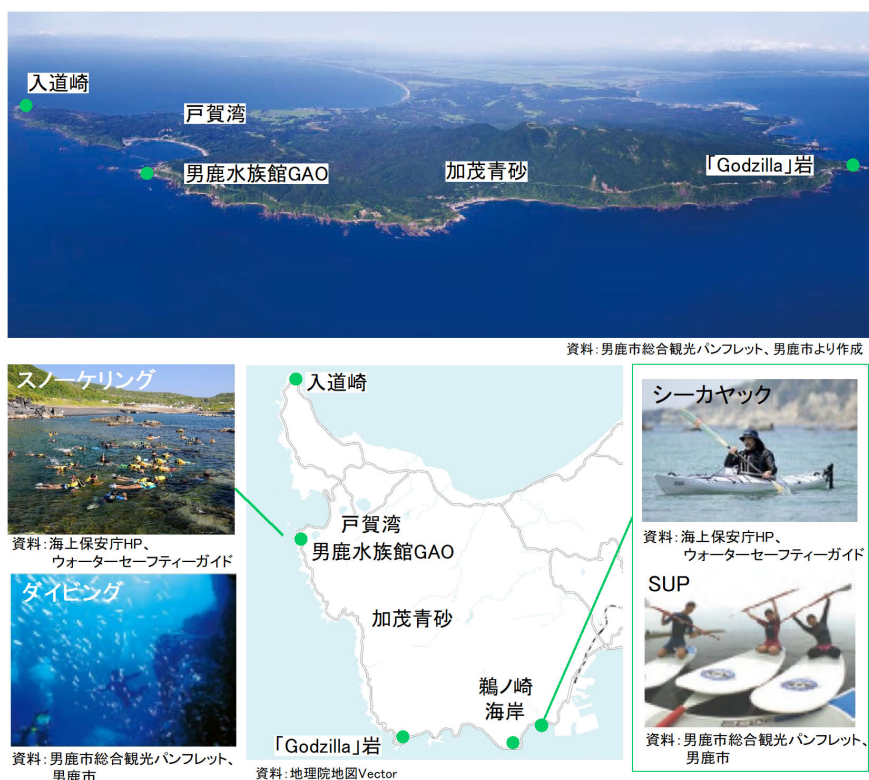 入道崎
戸賀湾
男鹿水族館GAO
加茂青砂
「Godzilla」岩
資料:男鹿市総合観光パンフレット、男鹿市より作成
スノーケリング
資料:海上保安庁HP、
ウォーターセーフティーガイド
ダイビング
資料:男鹿市総合観光パンフレット、
男鹿市
入道崎
戸賀湾
男鹿水族館GAO
加茂青砂
鵜ノ崎
海岸
「Godzilla」岩
資料:地理院地図Vector
シーカヤック
資料:海上保安庁HP、
ウォーターセーフティーガイド
SUP
資料:男鹿市総合観光パンフレット、
男鹿市